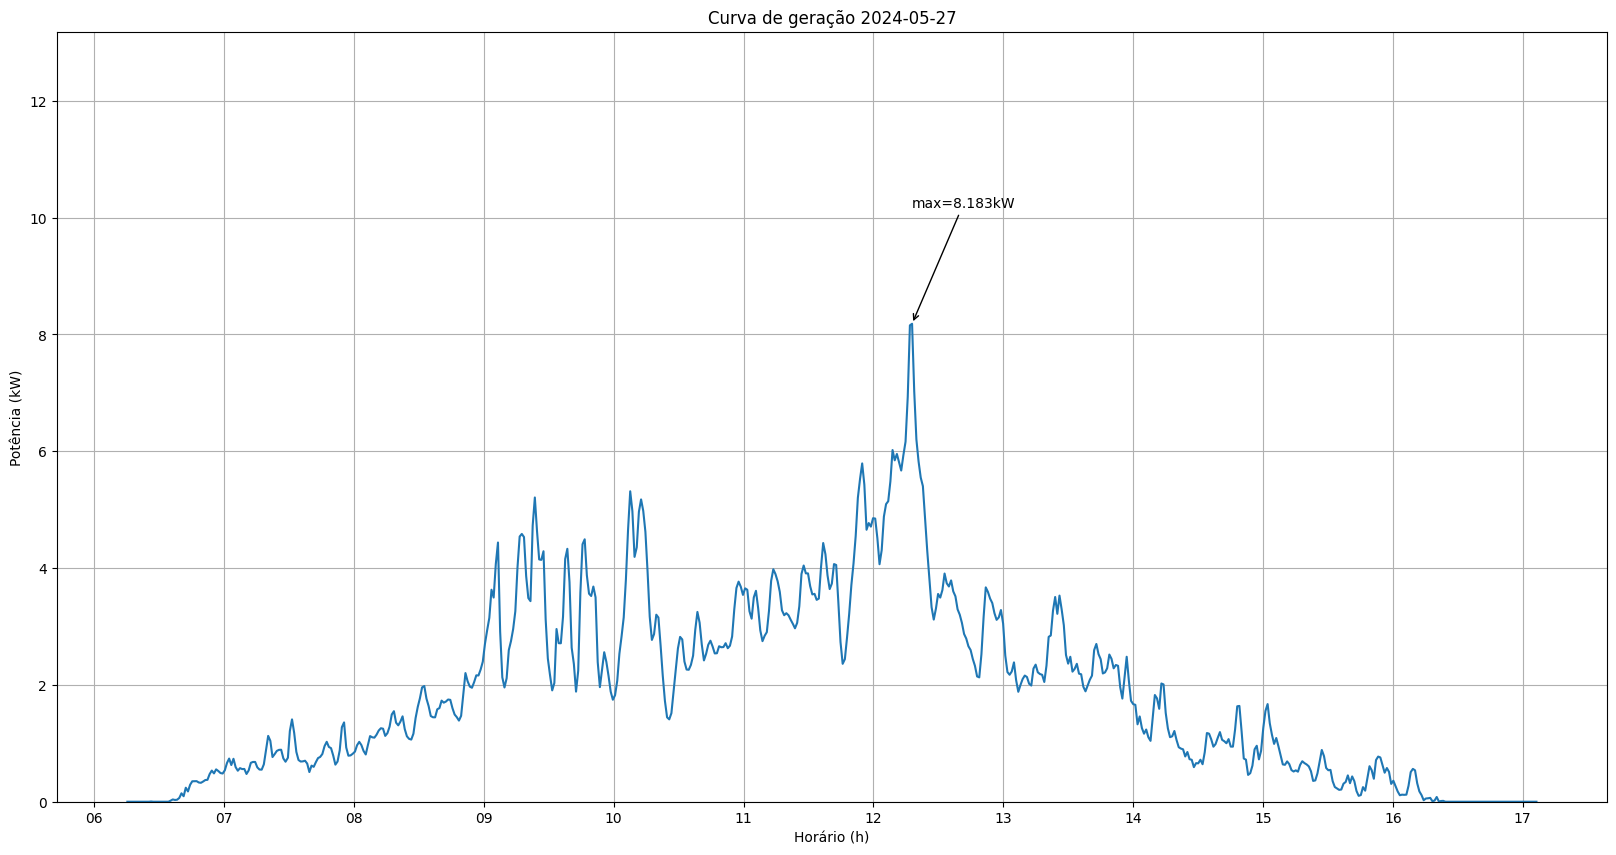 Curva de geração 2024-05-27
12
10
8
6
4
2
0
Potência (kW)
max=8.183kW
06 07 08 09 10 11 12 13 14 15 16 17
Horário (h)